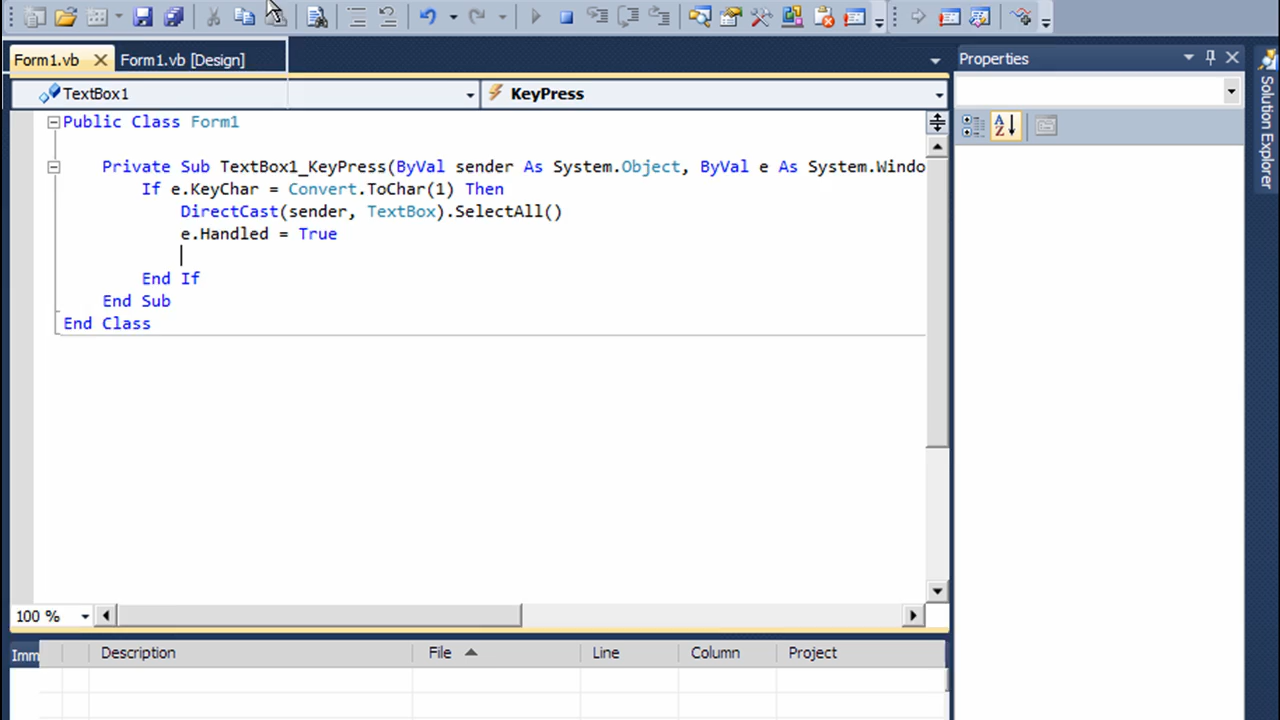 Form1.vb Form1.vb [Design]
Properties
TextBox1 KeyPress
Public Class Form1
Private Sub TextBox1_KeyPress(ByVal sender As System.Object, ByVal e As System.Windo
If e.KeyChar = Convert.ToChar(1) Then
DirectCast(sender, TextBox).SelectAll()
e.Handled = True
End If
End Sub
End Class
100 %
Imm Description File Line Column Project
A
Z
Solution Explorer